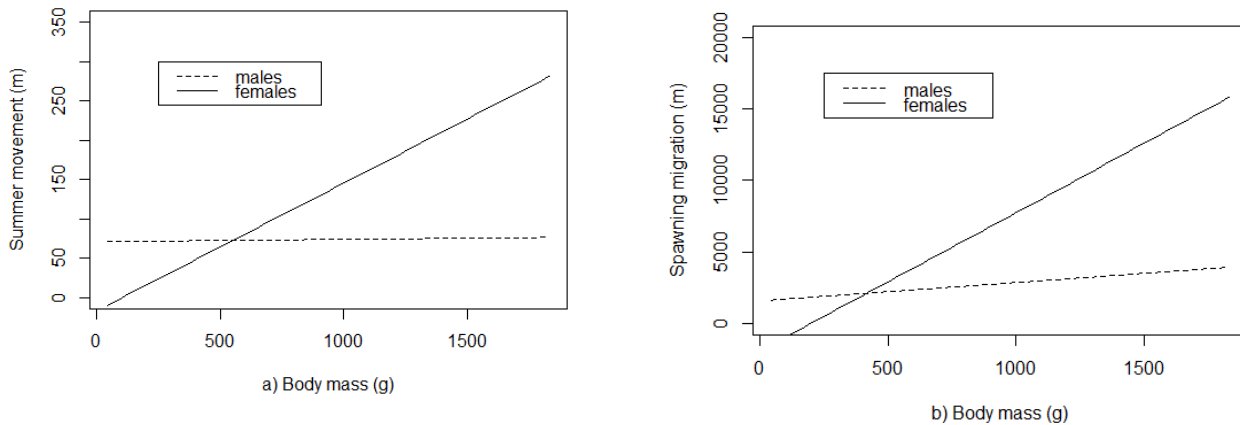 Summer movement (m)
350
250
150
50
0
males
females
0 500 1000 1500
a) Body mass (g)
Spawning migration (m)
20000
15000
10000
5000
0
males
females
0 500 1000 1500
b) Body mass (g)